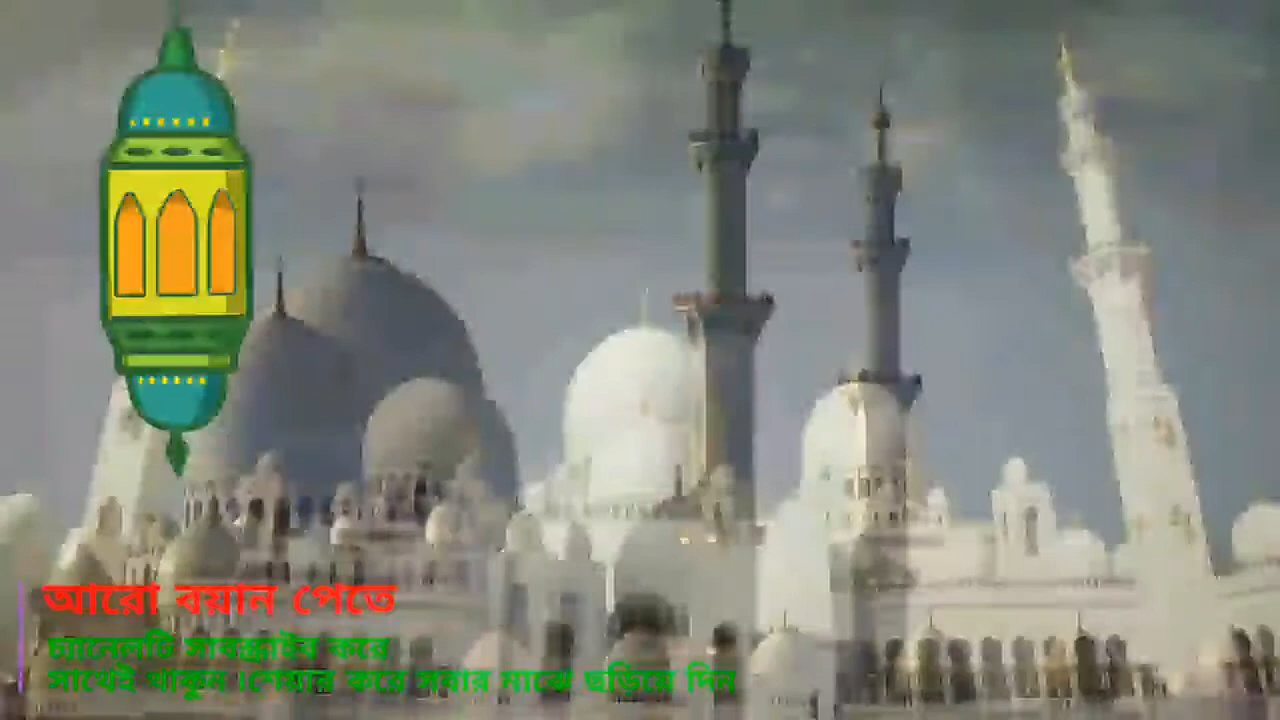 আরো বয়ান পেতে
চ্যানেলটি সাবস্ক্রাইব করে
সাথেই থাকুন ।শেয়ার করে সবার মাঝে ছড়িয়ে দিন